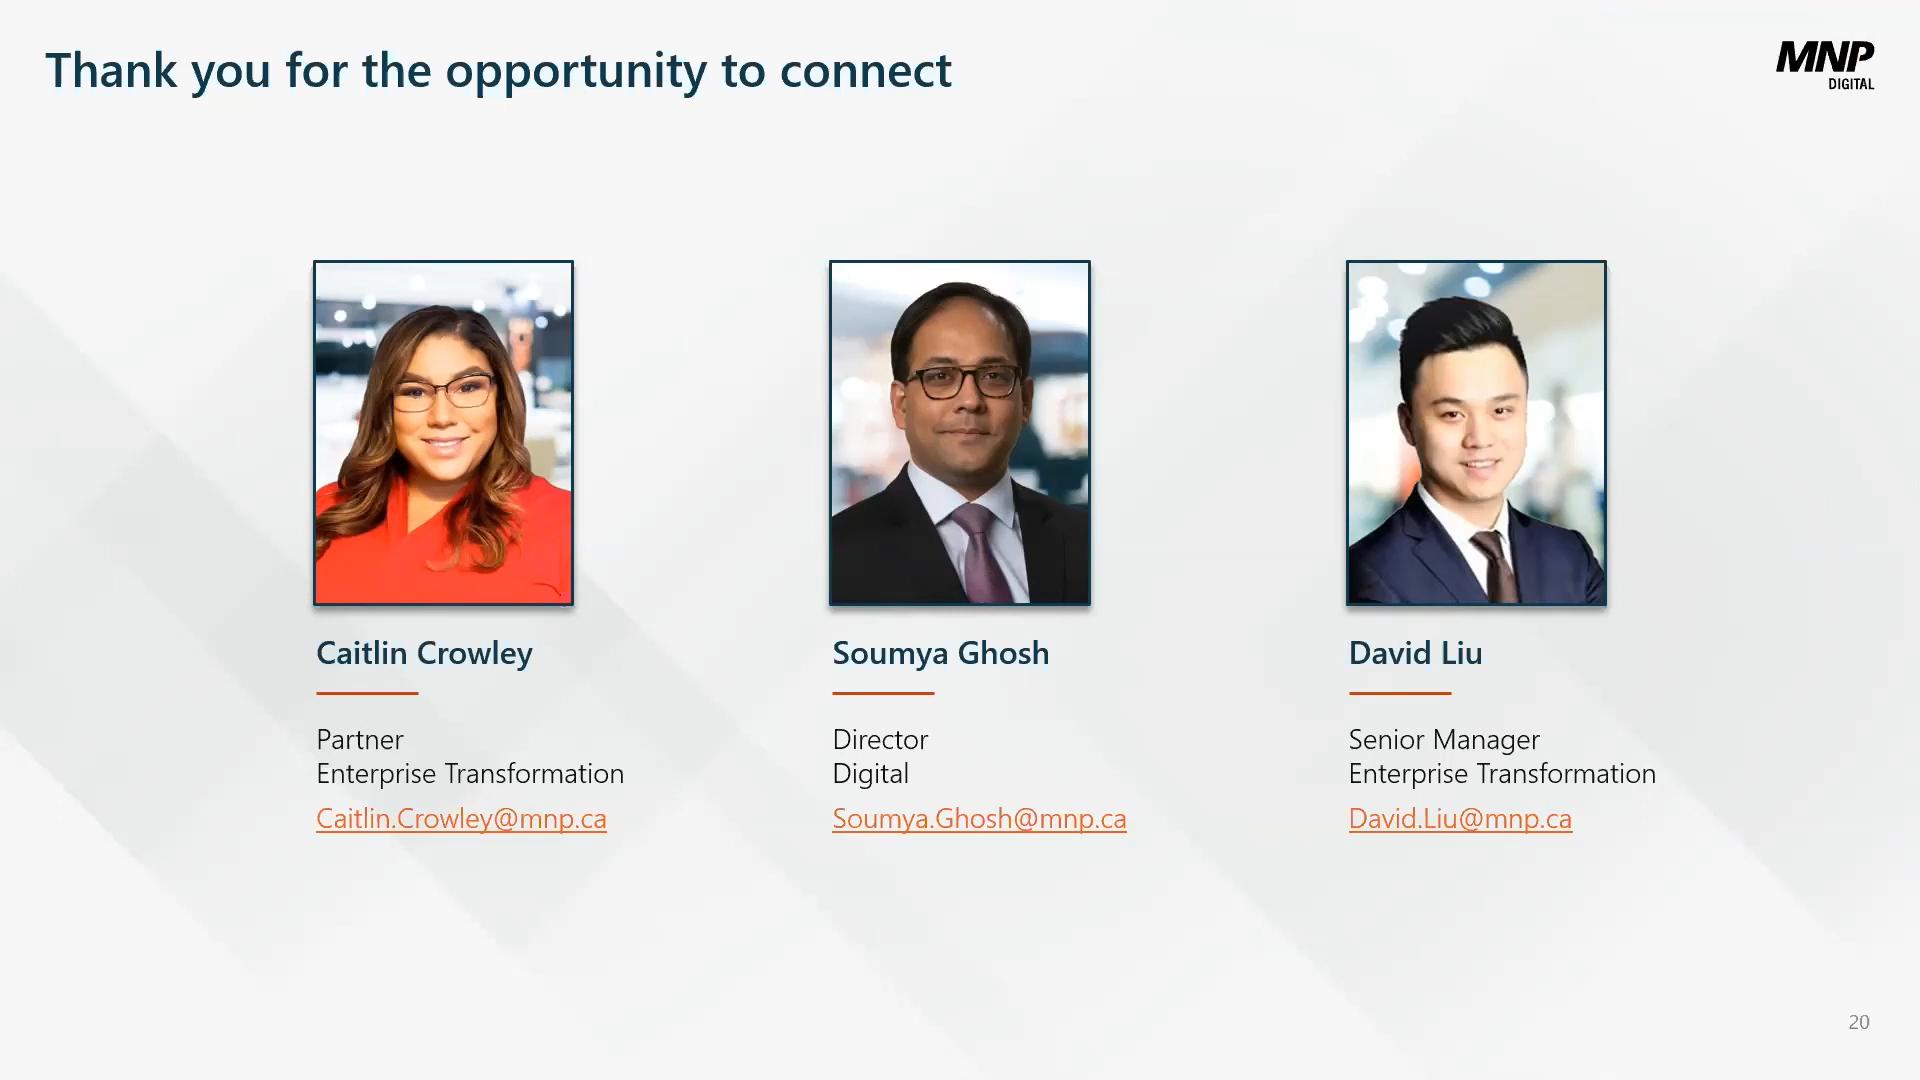 Thank you for the opportunity to connect
MNP
DIGITAL
Caitlin Crowley
Partner
Enterprise Transformation
Caitlin.Crowley@mnp.ca
Soumya Ghosh
Director
Digital
Soumya.Ghosh@mnp.ca
David Liu
Senior Manager
Enterprise Transformation
David.Liu@mnp.ca
20